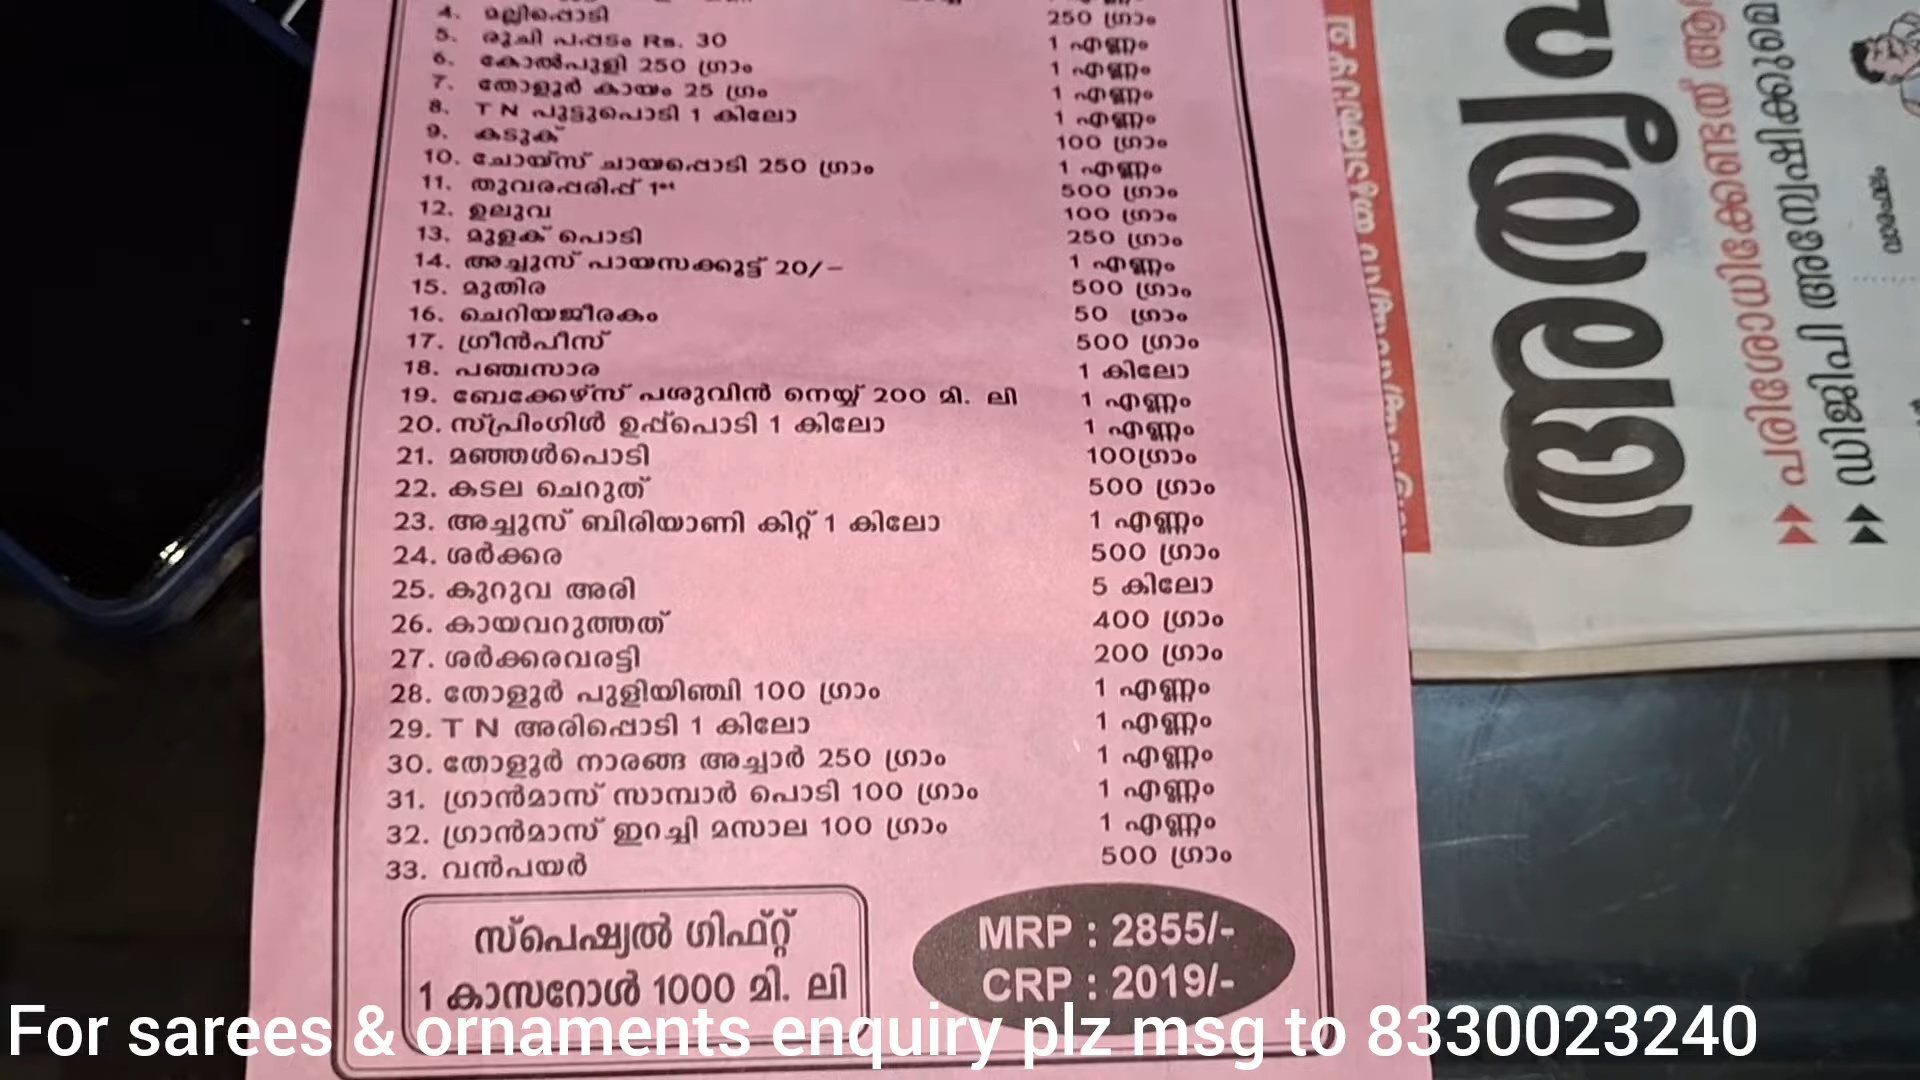 4. മല്ലിപ്പൊടി 250 ഗ്രാം
5. രുചി പപ്പടം Rs. 30 1 എണ്ണം
6. കോൽപുളി 250 ഗ്രാം 1 എണ്ണം
7. തോളൂർ കായം 25 ഗ്രം 1 എണ്ണം
8. T N പുട്ടുപൊടി 1 കിലോ 1 എണ്ണം
9. കടുക് 100 ഗ്രാം
10. ചോയ്സ് ചായപ്പൊടി 250 ഗ്രാം 1 എണ്ണം
11. തുവരപ്പരിപ്പ് 1st 500 ഗ്രാം
12. ഉലുവ 100 ഗ്രാം
13. മുളക് പൊടി 250 ഗ്രാം
14. അച്ചൂസ് പായസക്കൂട്ട് 20/- 1 എണ്ണം
15. മുതിര 500 ഗ്രാം
16. ചെറിയജീരകം 50 ഗ്രാം
17. ഗ്രീൻപീസ് 500 ഗ്രാം
18. പഞ്ചസാര 1 കിലോ
19. ബേക്കേഴ്സ് പശുവിൻ നെയ്യ് 200 മി. ലി 1 എണ്ണം
20. സ്പ്രിംഗിൾ ഉപ്പ്പൊടി 1 കിലോ 1 എണ്ണം
21. മഞ്ഞൾപൊടി 100ഗ്രാം
22. കടല ചെറുത് 500 ഗ്രാം
23. അച്ചൂസ് ബിരിയാണി കിറ്റ് 1 കിലോ 1 എണ്ണം
24. ശർക്കര 500 ഗ്രാം
25. കുറുവ അരി 5 കിലോ
26. കായവറുത്തത് 400 ഗ്രാം
27. ശർക്കരവരട്ടി 200 ഗ്രാം
28. തോളൂർ പുളിയിഞ്ചി 100 ഗ്രാം 1 എണ്ണം
29. T N അരിപ്പൊടി 1 കിലോ 1 എണ്ണം
30. തോളൂർ നാരങ്ങ അച്ചാർ 250 ഗ്രാം 1 എണ്ണം
31. ഗ്രാൻമാസ് സാമ്പാർ പൊടി 100 ഗ്രാം 1 എണ്ണം
32. ഗ്രാൻമാസ് ഇറച്ചി മസാല 100 ഗ്രാം 1 എണ്ണം
33. വൻപയർ 500 ഗ്രാം
സ്പെഷ്യൽ ഗിഫ്റ്റ്
1 കാസറോൾ 1000 മി. ലി
MRP : 2855/-
CRP : 2019/-
പരിശോധിക്കേണ്ടത്
ഡിജിപി അന്വേഷിക്കു
വാരഫലം
For sarees & ornaments enquiry plz msg to 8330023240